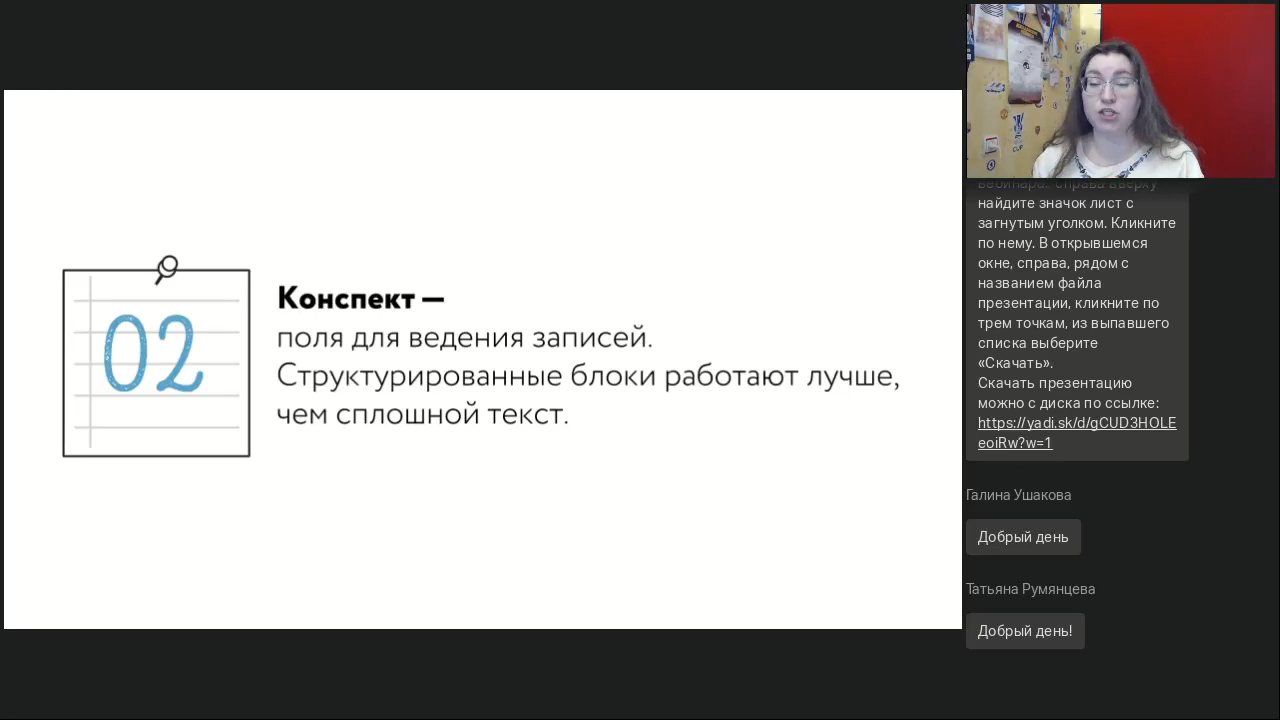 02
Конспект —
поля для ведения записей.
Структурированные блоки работают лучше,
чем сплошной текст.
вебинаре: справа вверху
найдите значок лист с
загнутым уголком. Кликните
по нему. В открывшемся
окне, справа, рядом с
названием файла
презентации, кликните по
трем точкам, из выпавшего
списка выберите
«Скачать».
Скачать презентацию
можно с диска по ссылке:
https://yadi.sk/d/gCUD3HOLE
eoiRw?w=1
Галина Ушакова
Добрый день
Татьяна Румянцева
Добрый день!